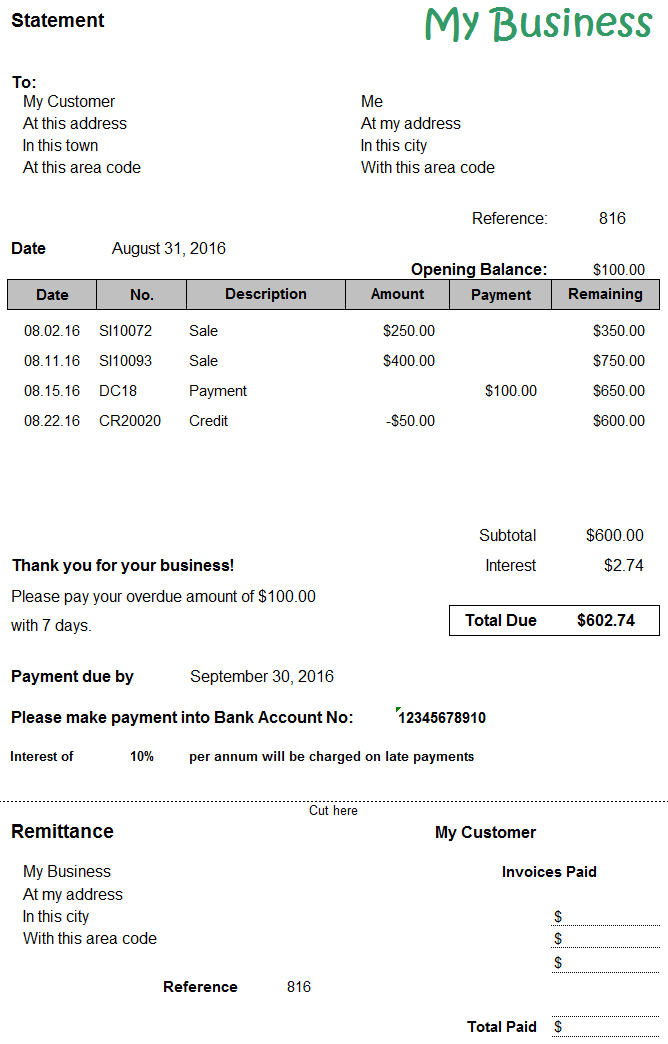 Statement
My Business
To:
My Customer Me
At this address At my address
In this town In this city
At this area code With this area code
Reference: 816
Date August 31, 2016
Opening Balance: $100.00
Date No. Description Amount Payment Remaining
08.02.16 SI10072 Sale $250.00 $350.00
08.11.16 SI10093 Sale $400.00 $750.00
08.15.16 DC18 Payment $100.00 $650.00
08.22.16 CR20020 Credit -$50.00 $600.00
Subtotal $600.00
Thank you for your business! Interest $2.74
Please pay your overdue amount of $100.00
with 7 days.
Total Due $602.74
Payment due by September 30, 2016
Please make payment into Bank Account No: 12345678910
Interest of 10% per annum will be charged on late payments
Cut here
Remittance My Customer
My Business Invoices Paid
At my address
In this city $
With this area code $
$
Reference 816
Total Paid $